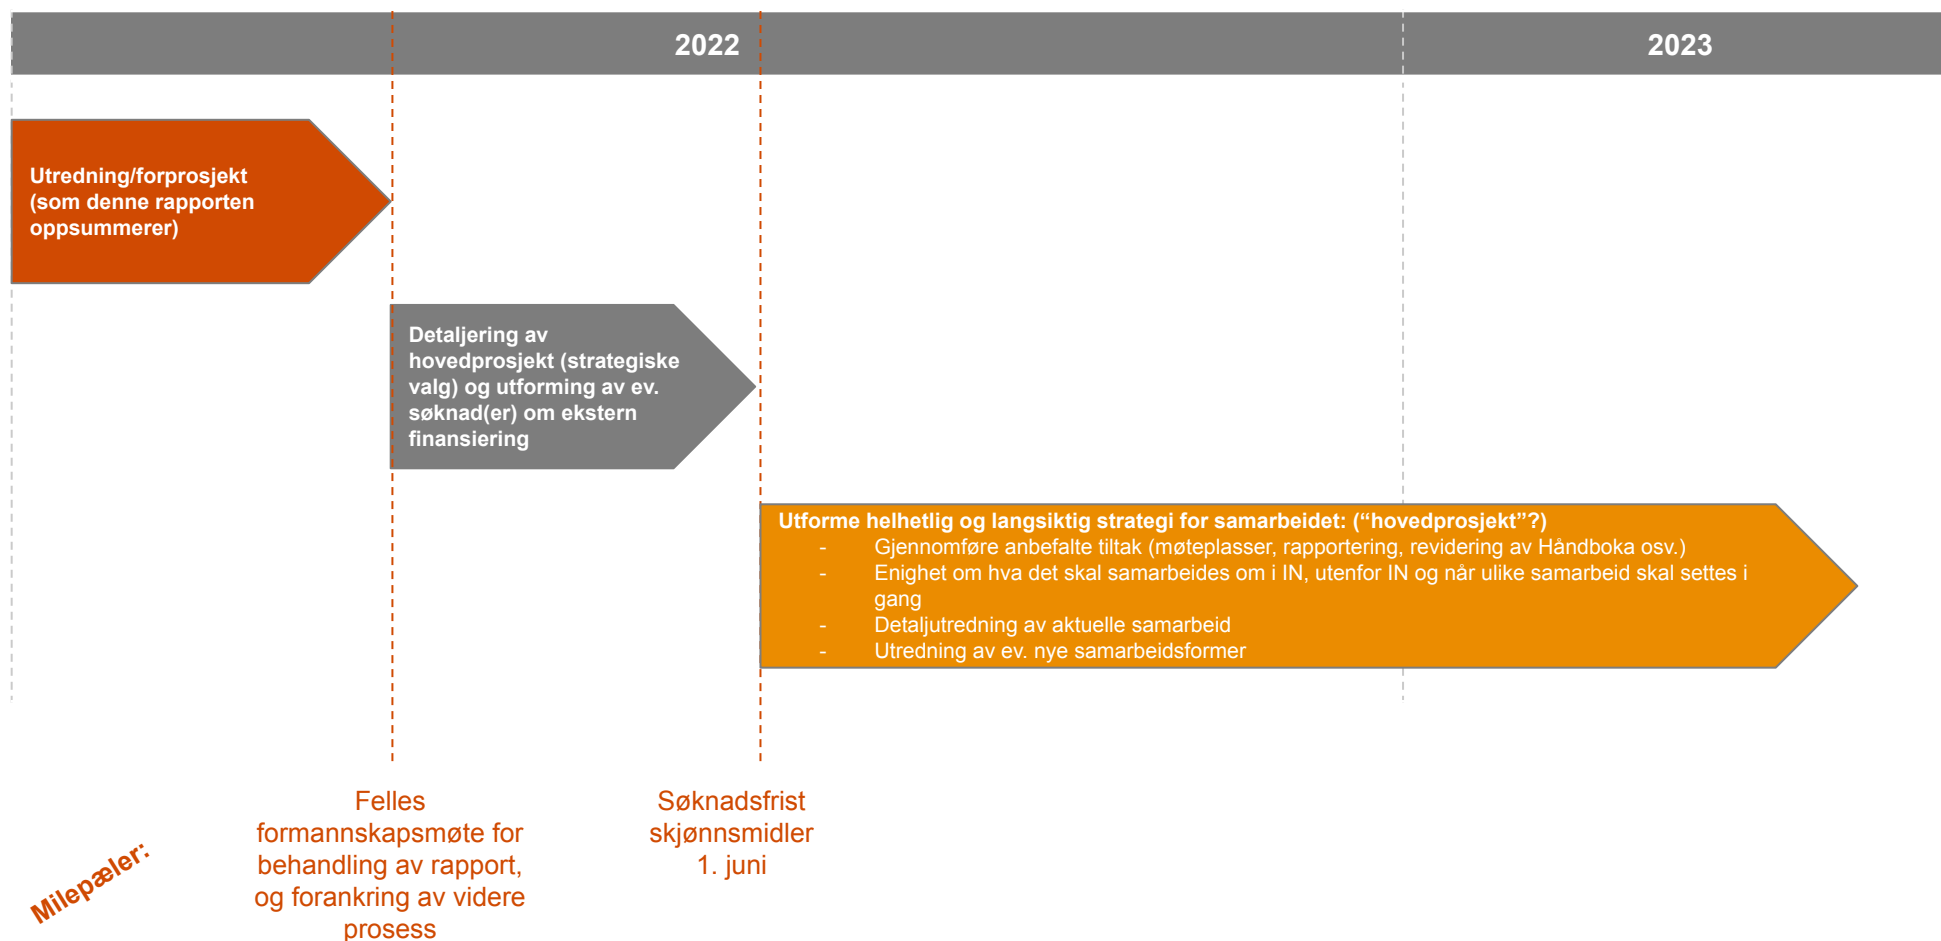 2022
2023
Utredning/forprosjekt
(som denne rapporten
oppsummerer)
Detaljering av
hovedprosjekt (strategiske
valg) og utforming av ev.
søknad(er) om ekstern
finansiering
Utforme helhetlig og langsiktig strategi for samarbeidet: (“hovedprosjekt”?)
- Gjennomføre anbefalte tiltak (møteplasser, rapportering, revidering av Håndboka osv.)
- Enighet om hva det skal samarbeides om i IN, utenfor IN og når ulike samarbeid skal settes i
gang
- Detaljutredning av aktuelle samarbeid
- Utredning av ev. nye samarbeidsformer
Milepæler:
Felles
formannskapsmøte for
behandling av rapport,
og forankring av videre
prosess
Søknadsfrist
skjønnsmidler
1. juni